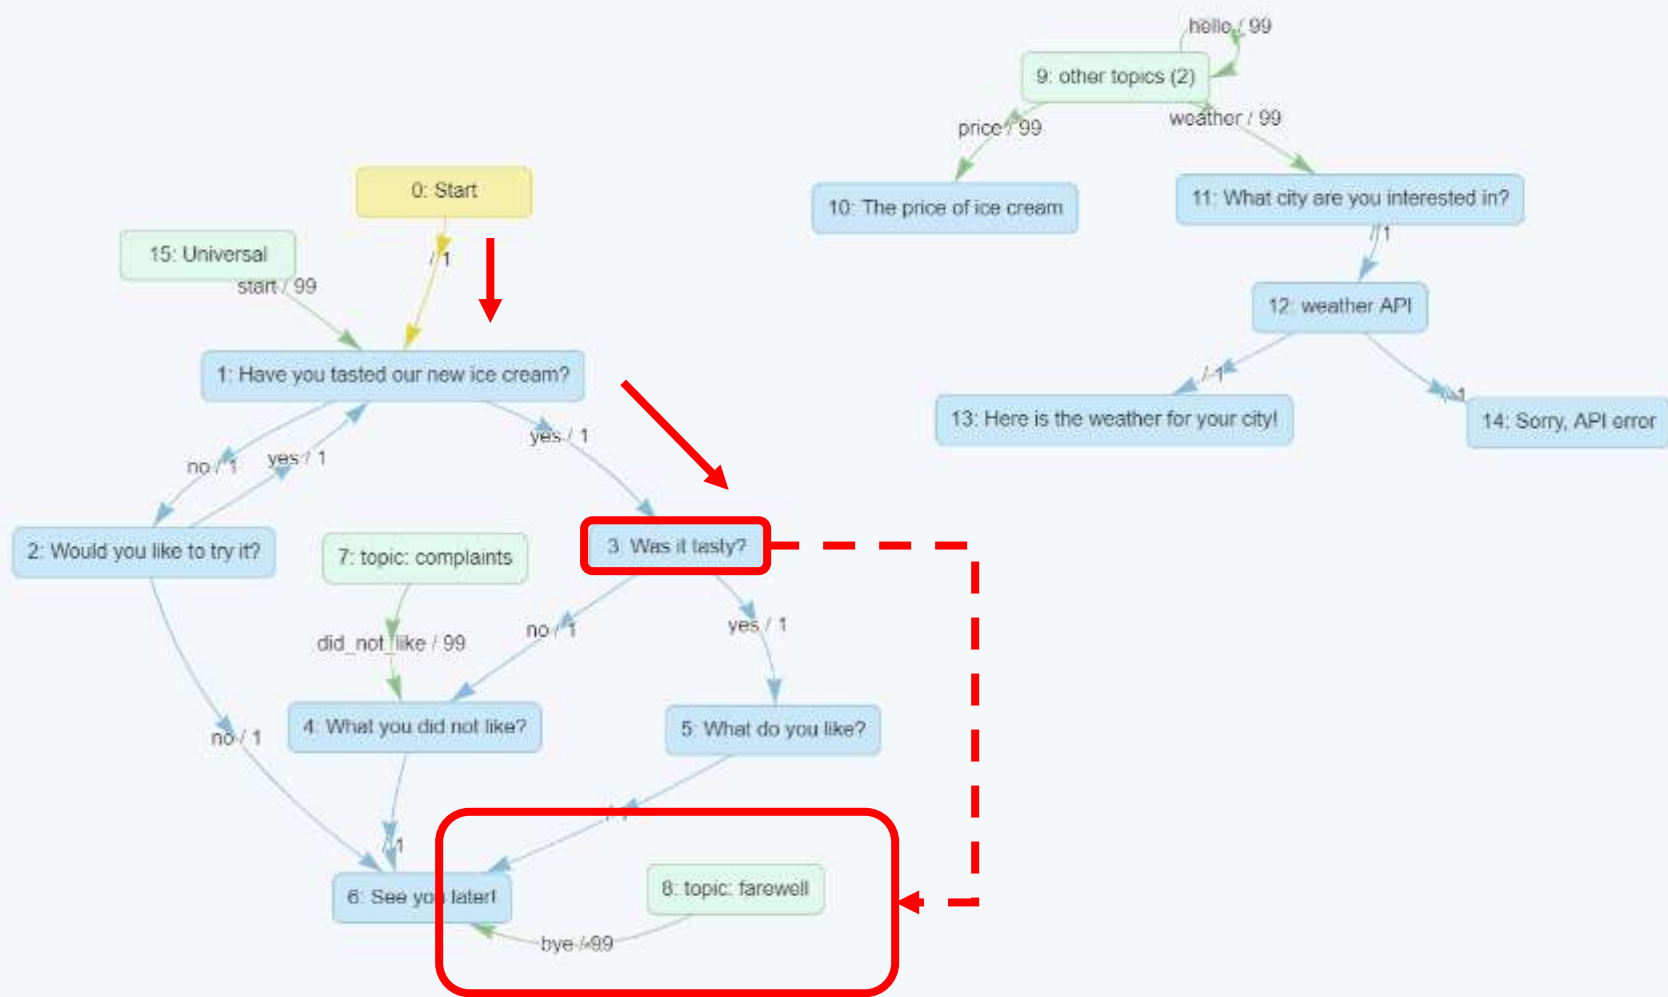 hello / 99
9: other topics (2)
price / 99
weather / 99
0: Start
10: The price of ice cream
11: What city are you interested in?
15: Universal
/ 1
/ 1
start / 99
12: weather API
1: Have you tasted our new ice cream?
/ 1
/ 1
13: Here is the weather for your city!
14: Sorry, API error
no / 1
yes / 1
yes / 1
2: Would you like to try it?
7: topic: complaints
3: Was it tasty?
did_not_like / 99
no / 1
yes / 1
no / 1
4: What you did not like?
5: What do you like?
/ 1
/ 1
6: See you later!
8: topic: farewell
bye / 99